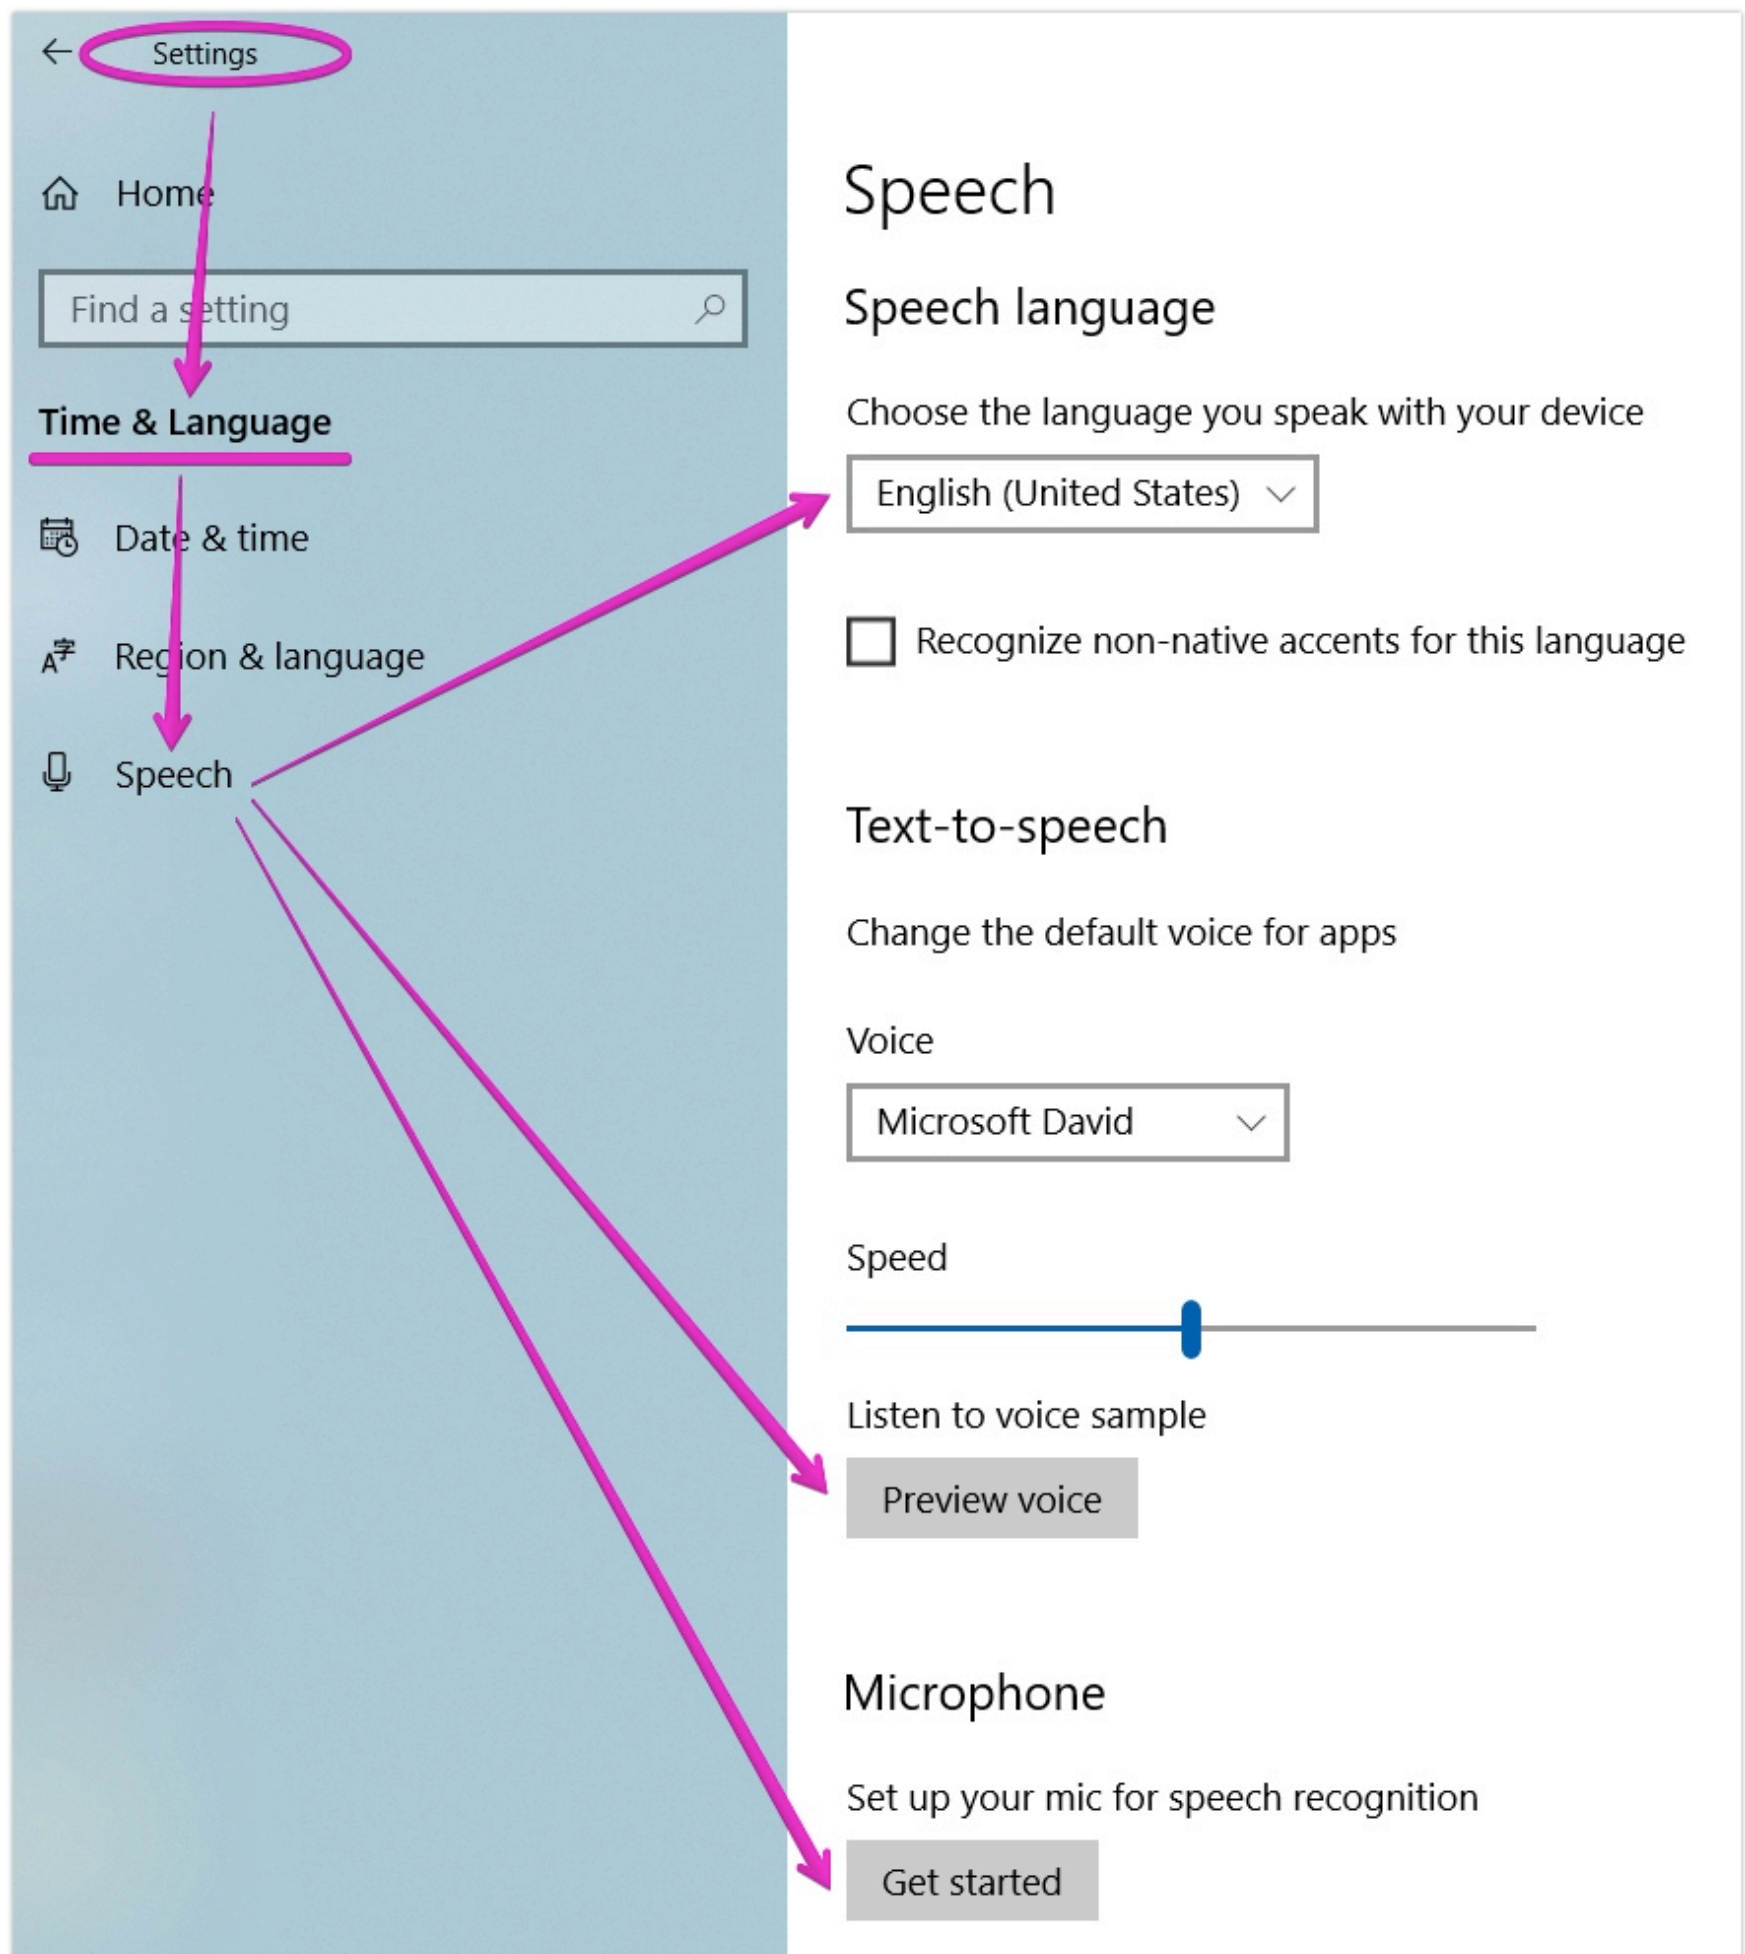 Settings
Home
Find a setting
Time & Language
Date & time
Region & language
Speech
Speech
Speech language
Choose the language you speak with your device
English (United States)
Recognize non-native accents for this language
Text-to-speech
Change the default voice for apps
Voice
Microsoft David
Speed
Listen to voice sample
Preview voice
Microphone
Set up your mic for speech recognition
Get started